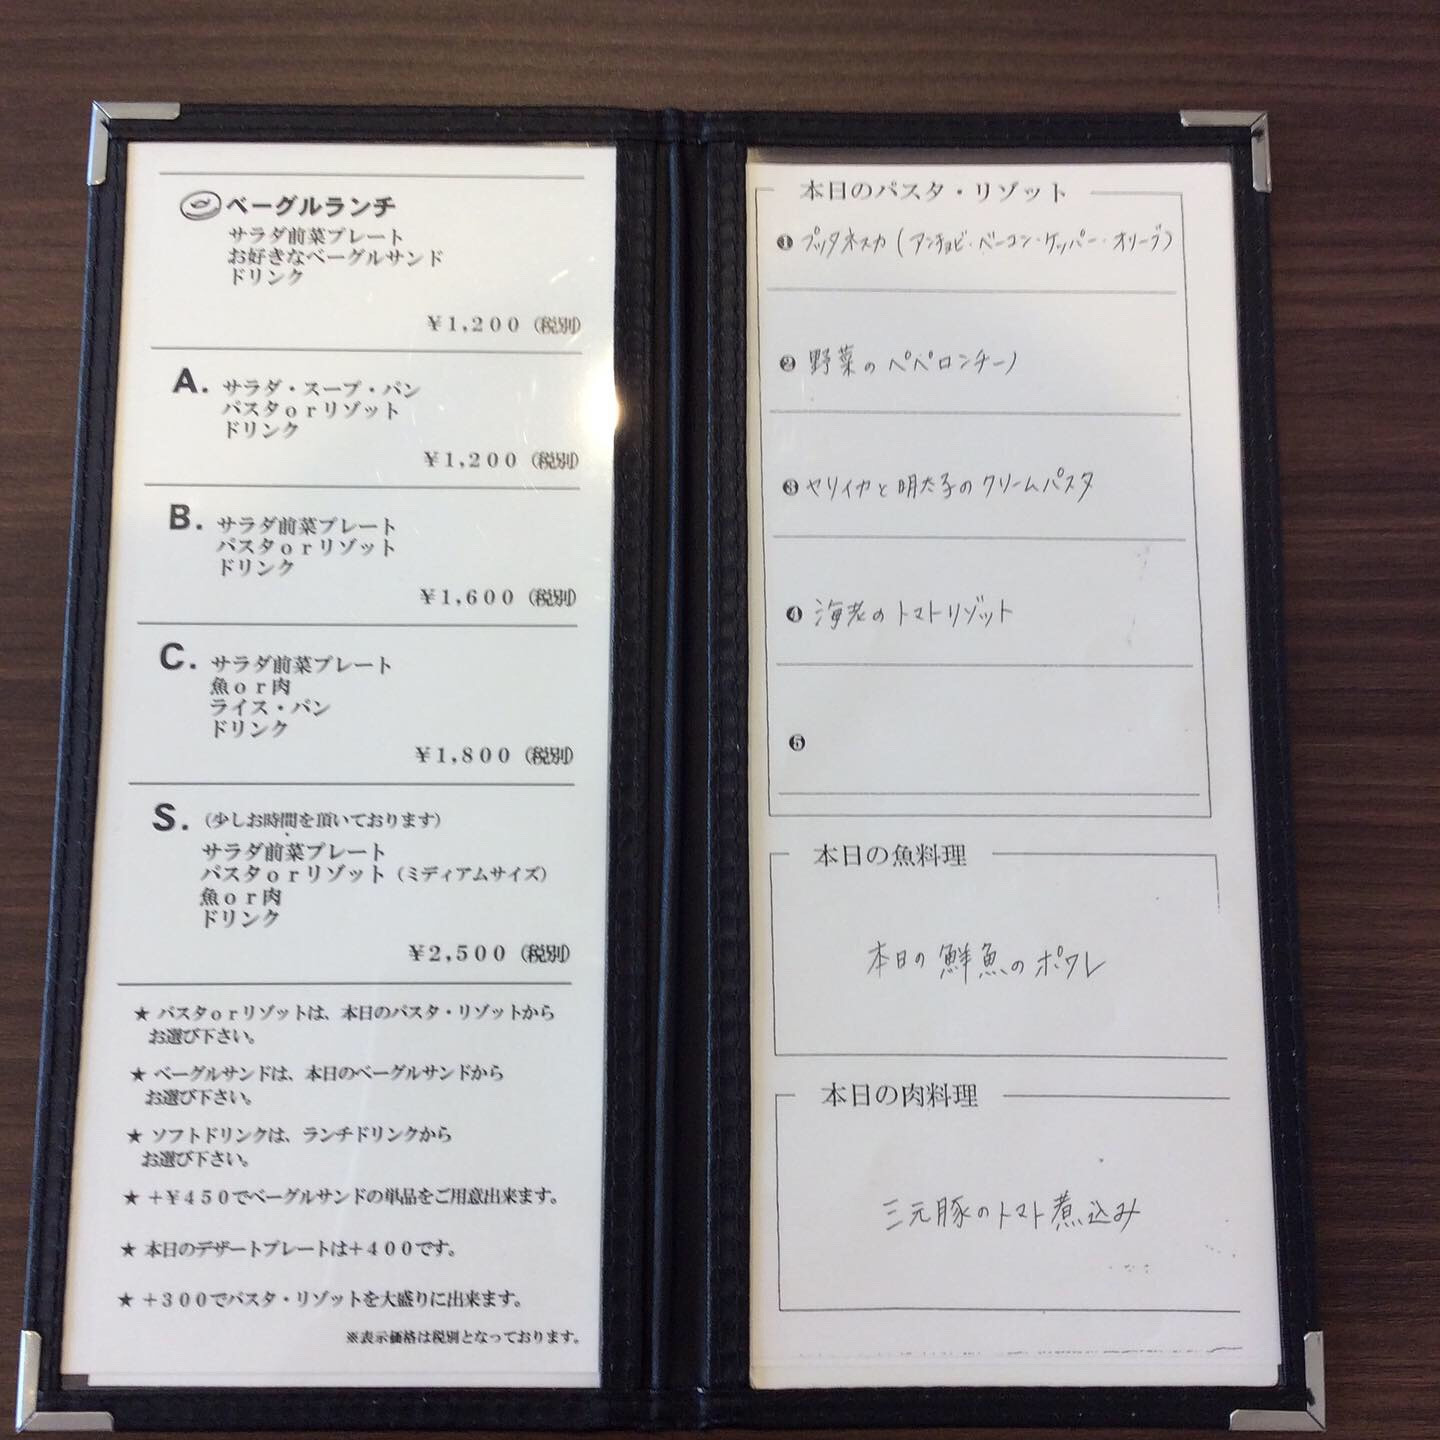 ベーグルランチ
サラダ前菜プレート
お好きなベーグルサンド
ドリンク
￥1,200（税別）
A. サラダ・スープ・パン
パスタorリゾット
ドリンク
￥1,200（税別）
B. サラダ前菜プレート
パスタorリゾット
ドリンク
￥1,600（税別）
C. サラダ前菜プレート
魚or肉
ライス・パン
ドリンク
￥1,800（税別）
S.（少しお時間を頂いております）
サラダ前菜プレート
パスタorリゾット（ミディアムサイズ）
魚or肉
ドリンク
￥2,500（税別）
★ パスタorリゾットは、本日のパスタ・リゾットから
お選び下さい。
★ ベーグルサンドは、本日のベーグルサンドから
お選び下さい。
★ ソフトドリンクは、ランチドリンクから
お選び下さい。
★ +￥450でベーグルサンドの単品をご用意出来ます。
★ 本日のデザートプレートは+400です。
★ +300でパスタ・リゾットを大盛りに出来ます。
※表示価格は税別となっております。
本日のパスタ・リゾット
❶ プッタネスカ（アンチョビ・ベーコン・ケッパー・オリーブ）
❷ 野菜のペペロンチーノ
❸ ヤリイカと明太子のクリームパスタ
❹ 海老のトマトリゾット
❺
本日の魚料理
本日の鮮魚のポワレ
本日の肉料理
三元豚のトマト煮込み